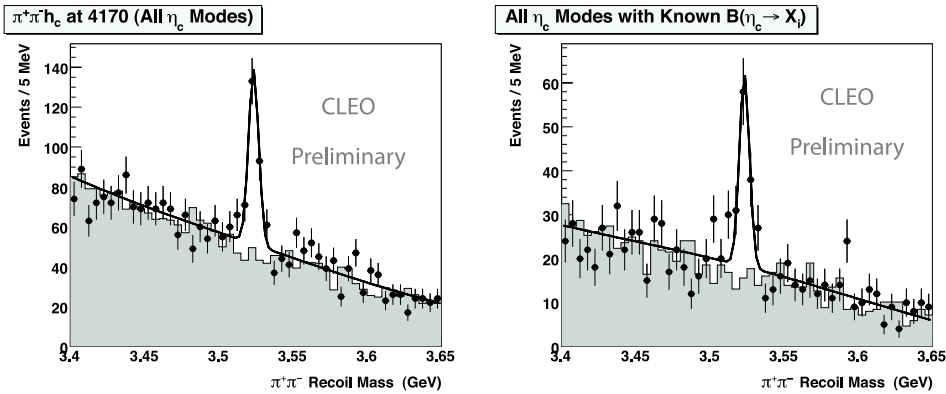 π⁺π⁻h_c at 4170 (All η_c Modes)
Events / 5 MeV
140
120
100
80
60
40
20
0
CLEO
Preliminary
3.4 3.45 3.5 3.55 3.6 3.65
π⁺π⁻ Recoil Mass (GeV)
All η_c Modes with Known B(η_c → X_i)
Events / 5 MeV
60
50
40
30
20
10
0
CLEO
Preliminary
3.4 3.45 3.5 3.55 3.6 3.65
π⁺π⁻ Recoil Mass (GeV)